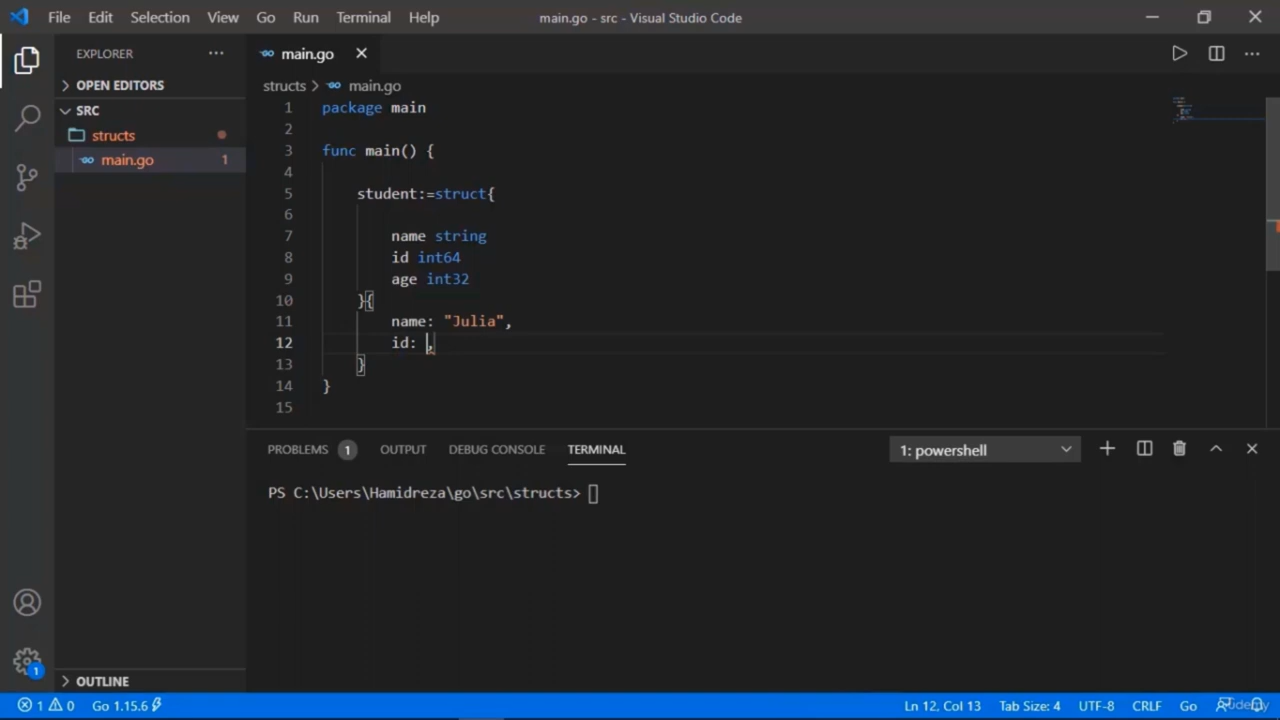 File Edit Selection View Go Run Terminal Help main.go - src - Visual Studio Code
EXPLORER
main.go
OPEN EDITORS
structs > main.go
SRC
structs
main.go 1
1 package main
2
3 func main() {
4
5 student:=struct{
6
7 name string
8 id int64
9 age int32
10 }{
11 name: "Julia",
12 id: ,
13 }
14 }
15
PROBLEMS 1 OUTPUT DEBUG CONSOLE TERMINAL 1: powershell
PS C:\Users\Hamidreza\go\src\structs>
OUTLINE
1
1 0 Go 1.15.6 Ln 12, Col 13 Tab Size: 4 UTF-8 CRLF Go
Udemy